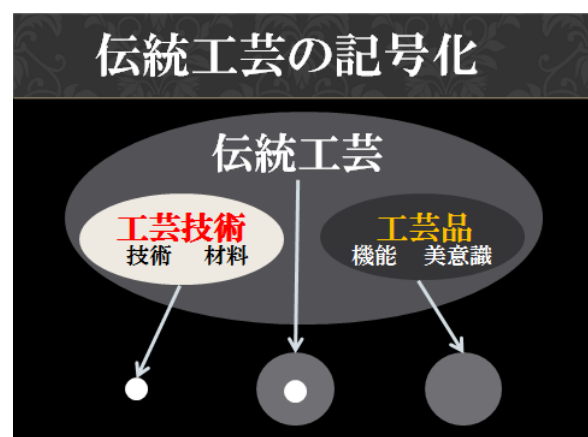 伝統工芸の記号化
伝統工芸
工芸技術
技術　材料
工芸品
機能　美意識